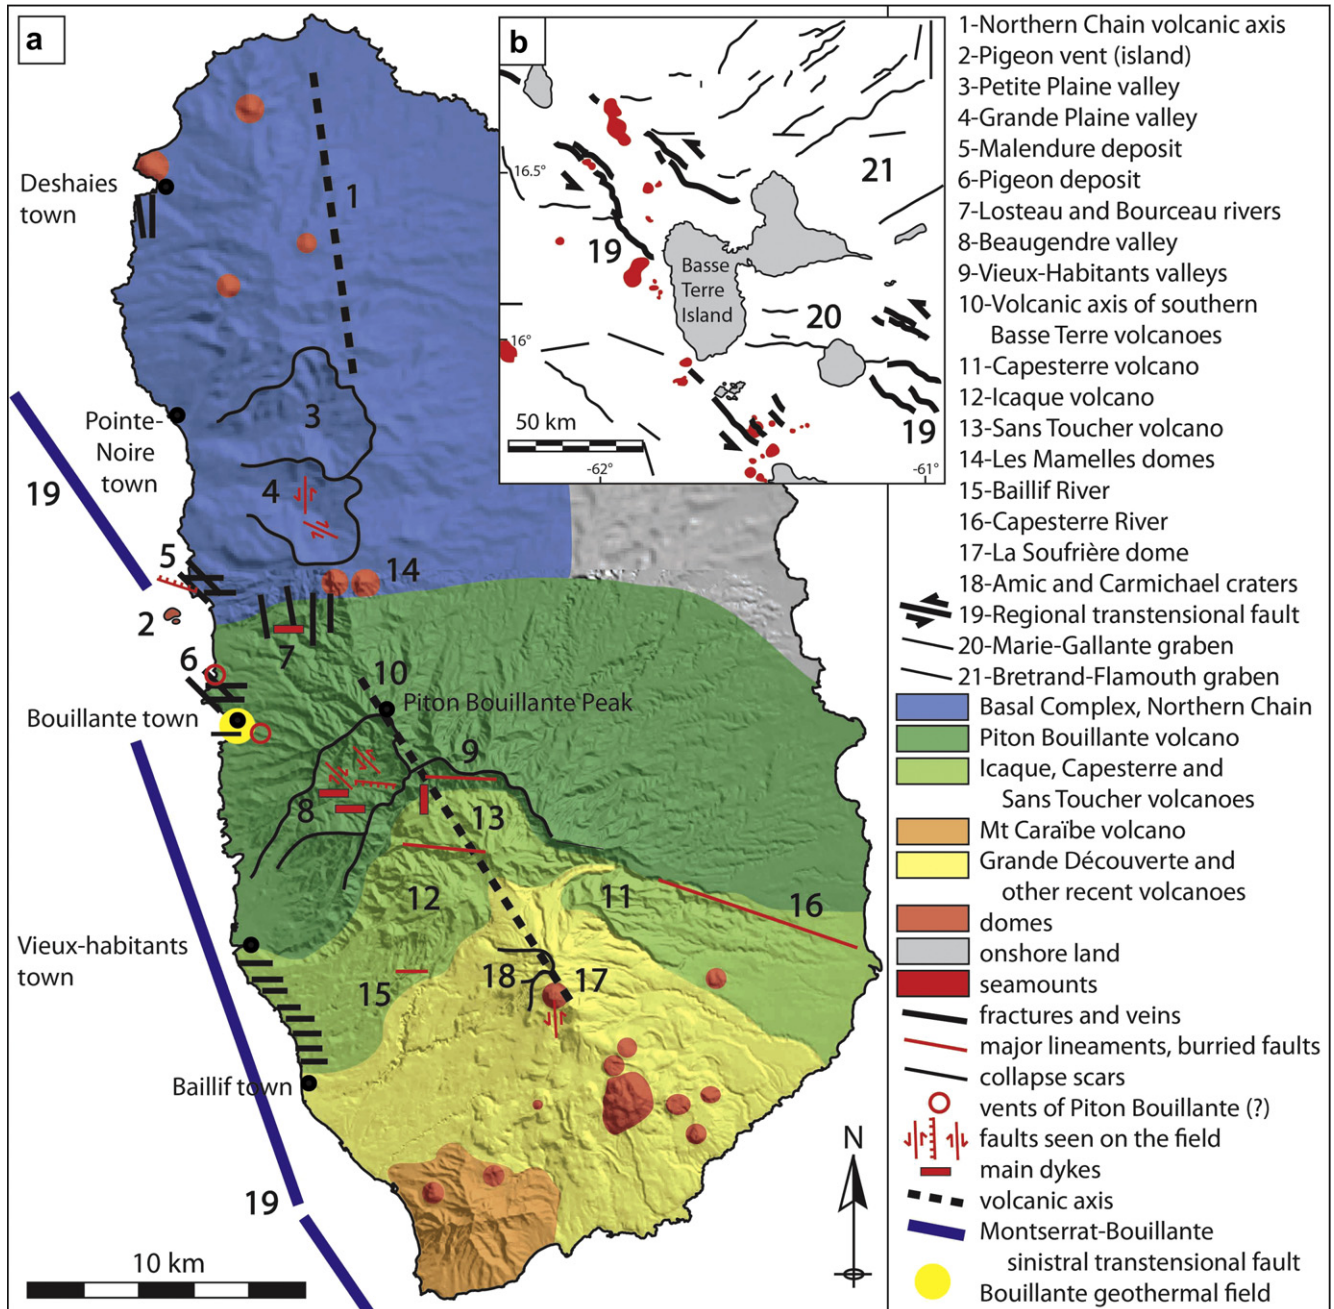 a
b
Deshaies
town
1
3
Pointe-
Noire
town
4
19
5
14
2
7
6
10
Piton Bouillante Peak
Bouillante town
9
8
13
12
11
16
Vieux-habitants
town
18
17
15
Baillif town
19
N
10 km
21
16.5°
19
Basse
Terre
Island
20
16°
50 km
19
-62°
-61°
1-Northern Chain volcanic axis
2-Pigeon vent (island)
3-Petite Plaine valley
4-Grande Plaine valley
5-Malendure deposit
6-Pigeon deposit
7-Losteau and Bourceau rivers
8-Beaugendre valley
9-Vieux-Habitants valleys
10-Volcanic axis of southern
Basse Terre volcanoes
11-Capesterre volcano
12-Icaque volcano
13-Sans Toucher volcano
14-Les Mamelles domes
15-Baillif River
16-Capesterre River
17-La Soufrière dome
18-Amic and Carmichael craters
19-Regional transtensional fault
20-Marie-Gallante graben
21-Bretrand-Flamouth graben
Basal Complex, Northern Chain
Piton Bouillante volcano
Icaque, Capesterre and
Sans Toucher volcanoes
Mt Caraïbe volcano
Grande Découverte and
other recent volcanoes
domes
onshore land
seamounts
fractures and veins
major lineaments, burried faults
collapse scars
vents of Piton Bouillante (?)
faults seen on the field
main dykes
volcanic axis
Montserrat-Bouillante
sinistral transtensional fault
Bouillante geothermal field